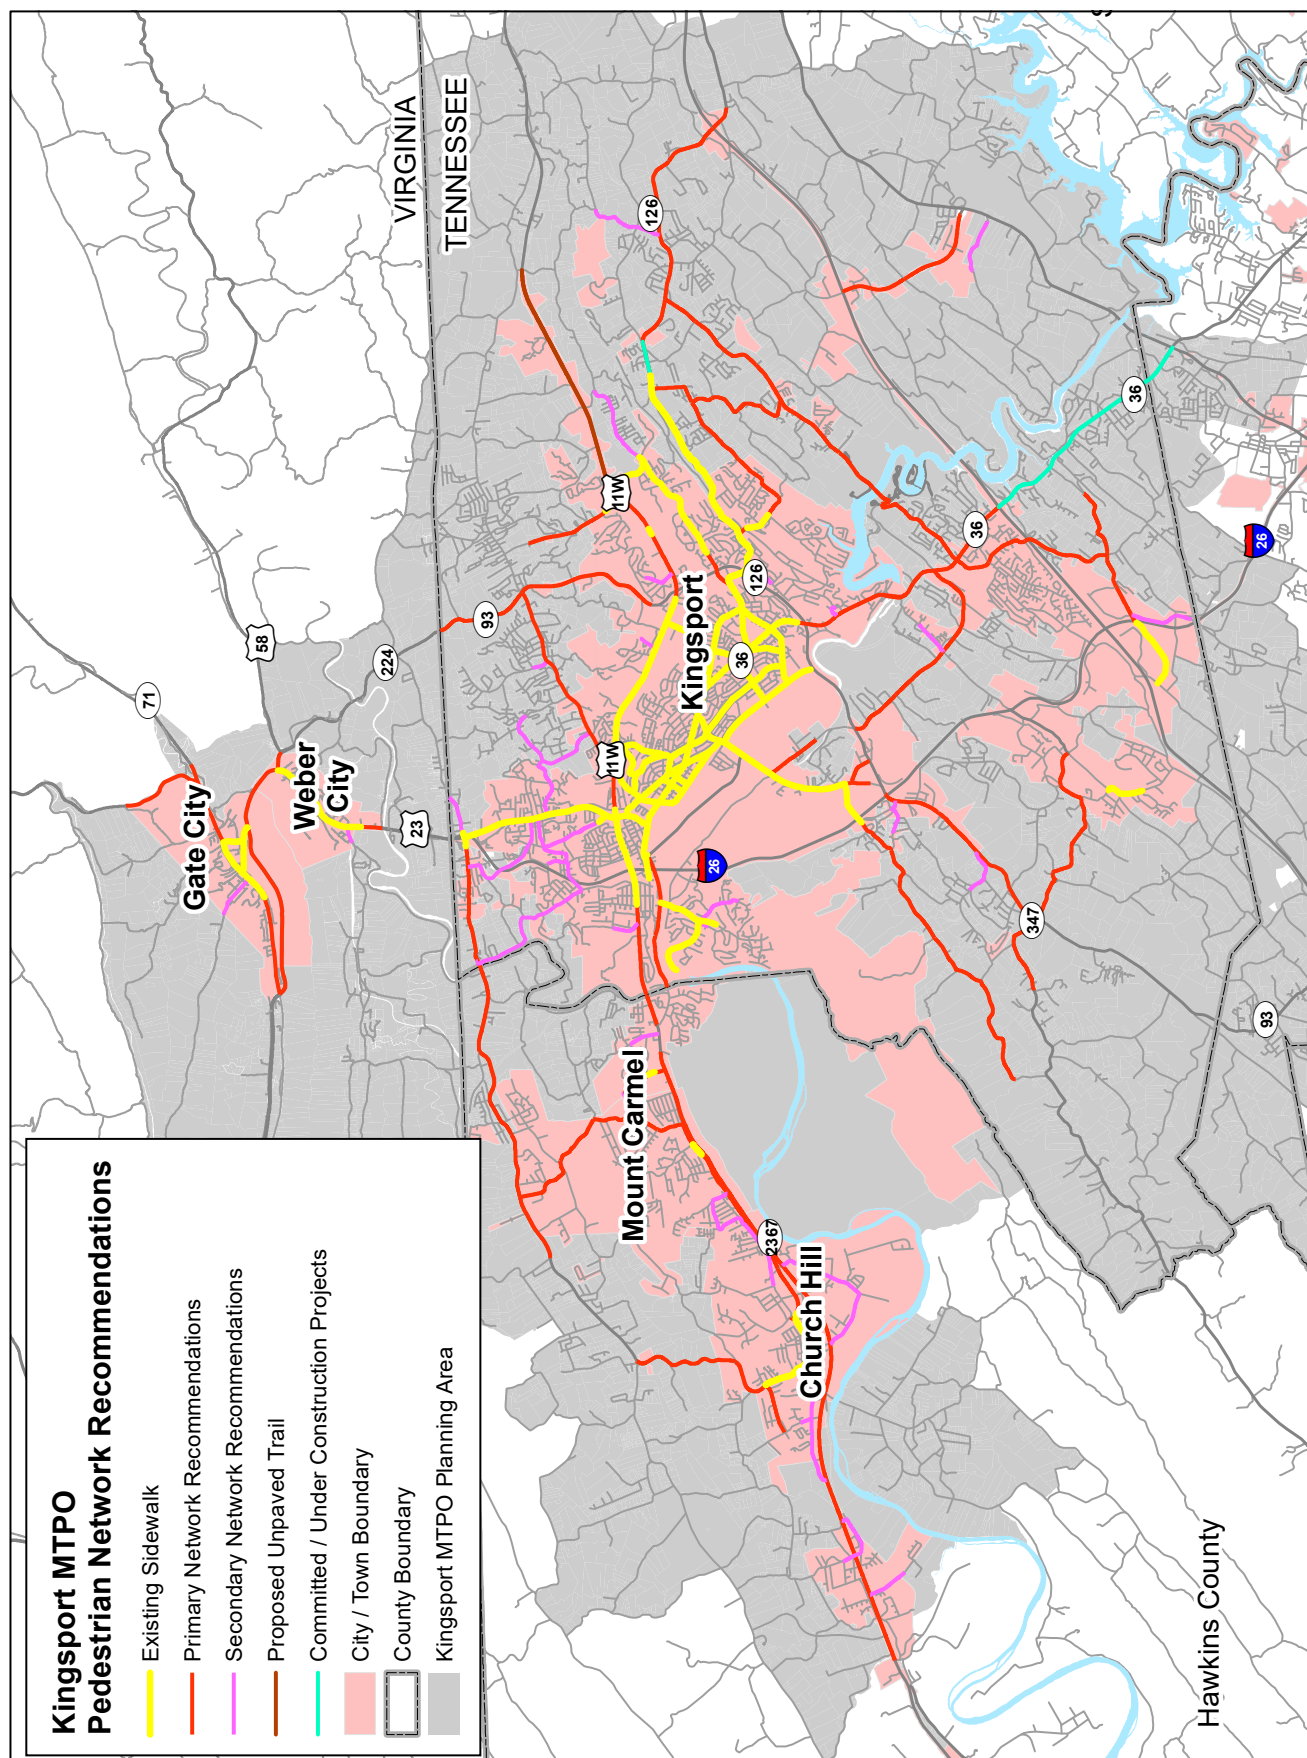 Kingsport MTPO
Pedestrian Network Recommendations
Existing Sidewalk
Primary Network Recommendations
Secondary Network Recommendations
Proposed Unpaved Trail
Committed / Under Construction Projects
City / Town Boundary
County Boundary
Kingsport MTPO Planning Area
VIRGINIA
TENNESSEE
71
58
224
93
Gate City
Weber
City
23
126
11W
11W
Kingsport
126
36
36
36
26
26
347
93
Mount Carmel
2367
Church Hill
Hawkins County